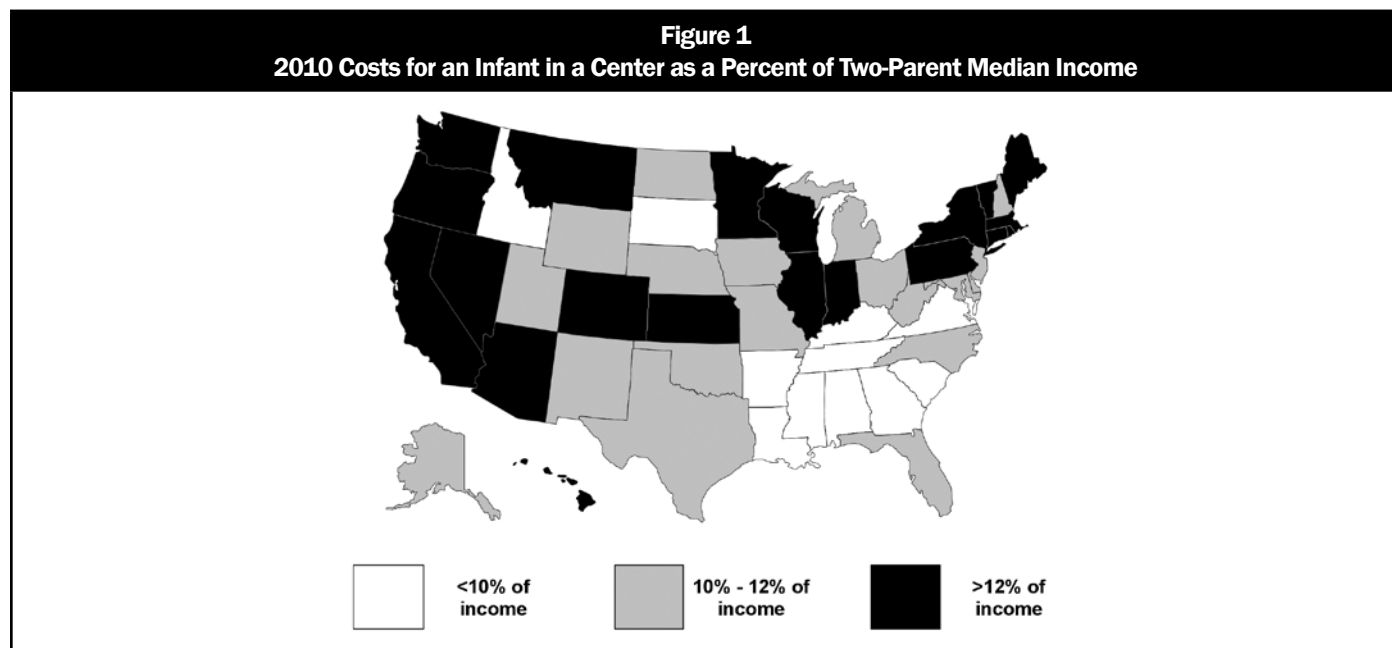 Figure 1
2010 Costs for an Infant in a Center as a Percent of Two-Parent Median Income
<10% of
income
10% - 12% of
income
>12% of
income